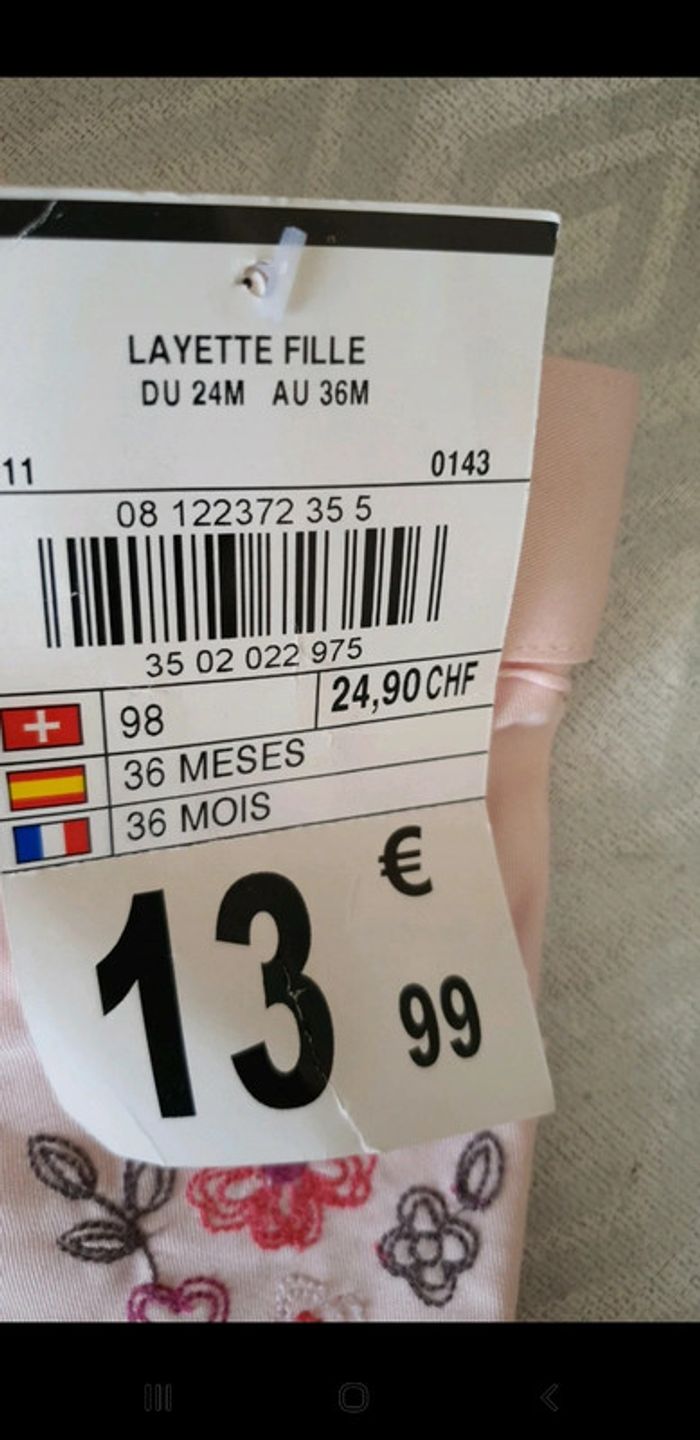 LAYETTE FILLE
DU 24M AU 36M
11 0143
08 122372 35 5
35 02 022 975
98 24,90 CHF
36 MESES
36 MOIS
13 € 99